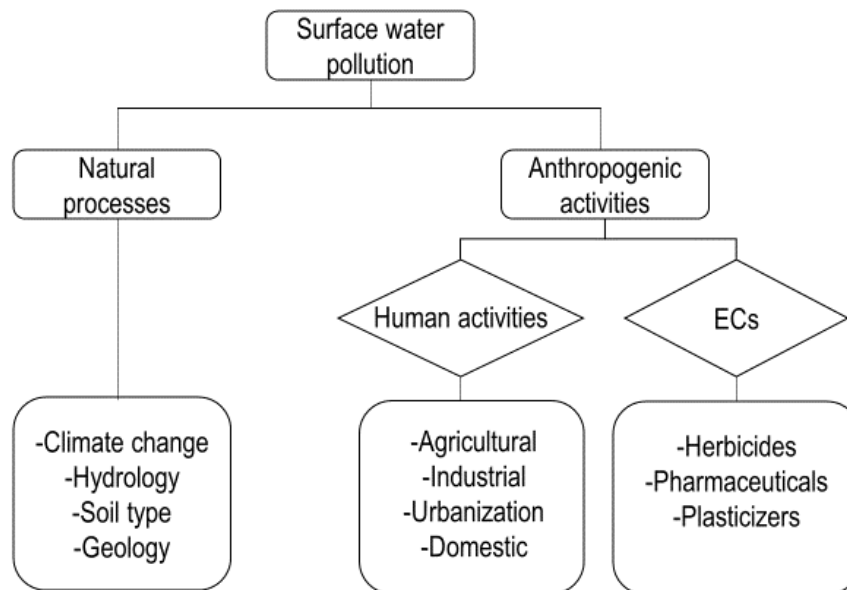 Surface water
pollution
Natural
processes
Anthropogenic
activities
Human activities
ECs
-Climate change
-Hydrology
-Soil type
-Geology
-Agricultural
-Industrial
-Urbanization
-Domestic
-Herbicides
-Pharmaceuticals
-Plasticizers